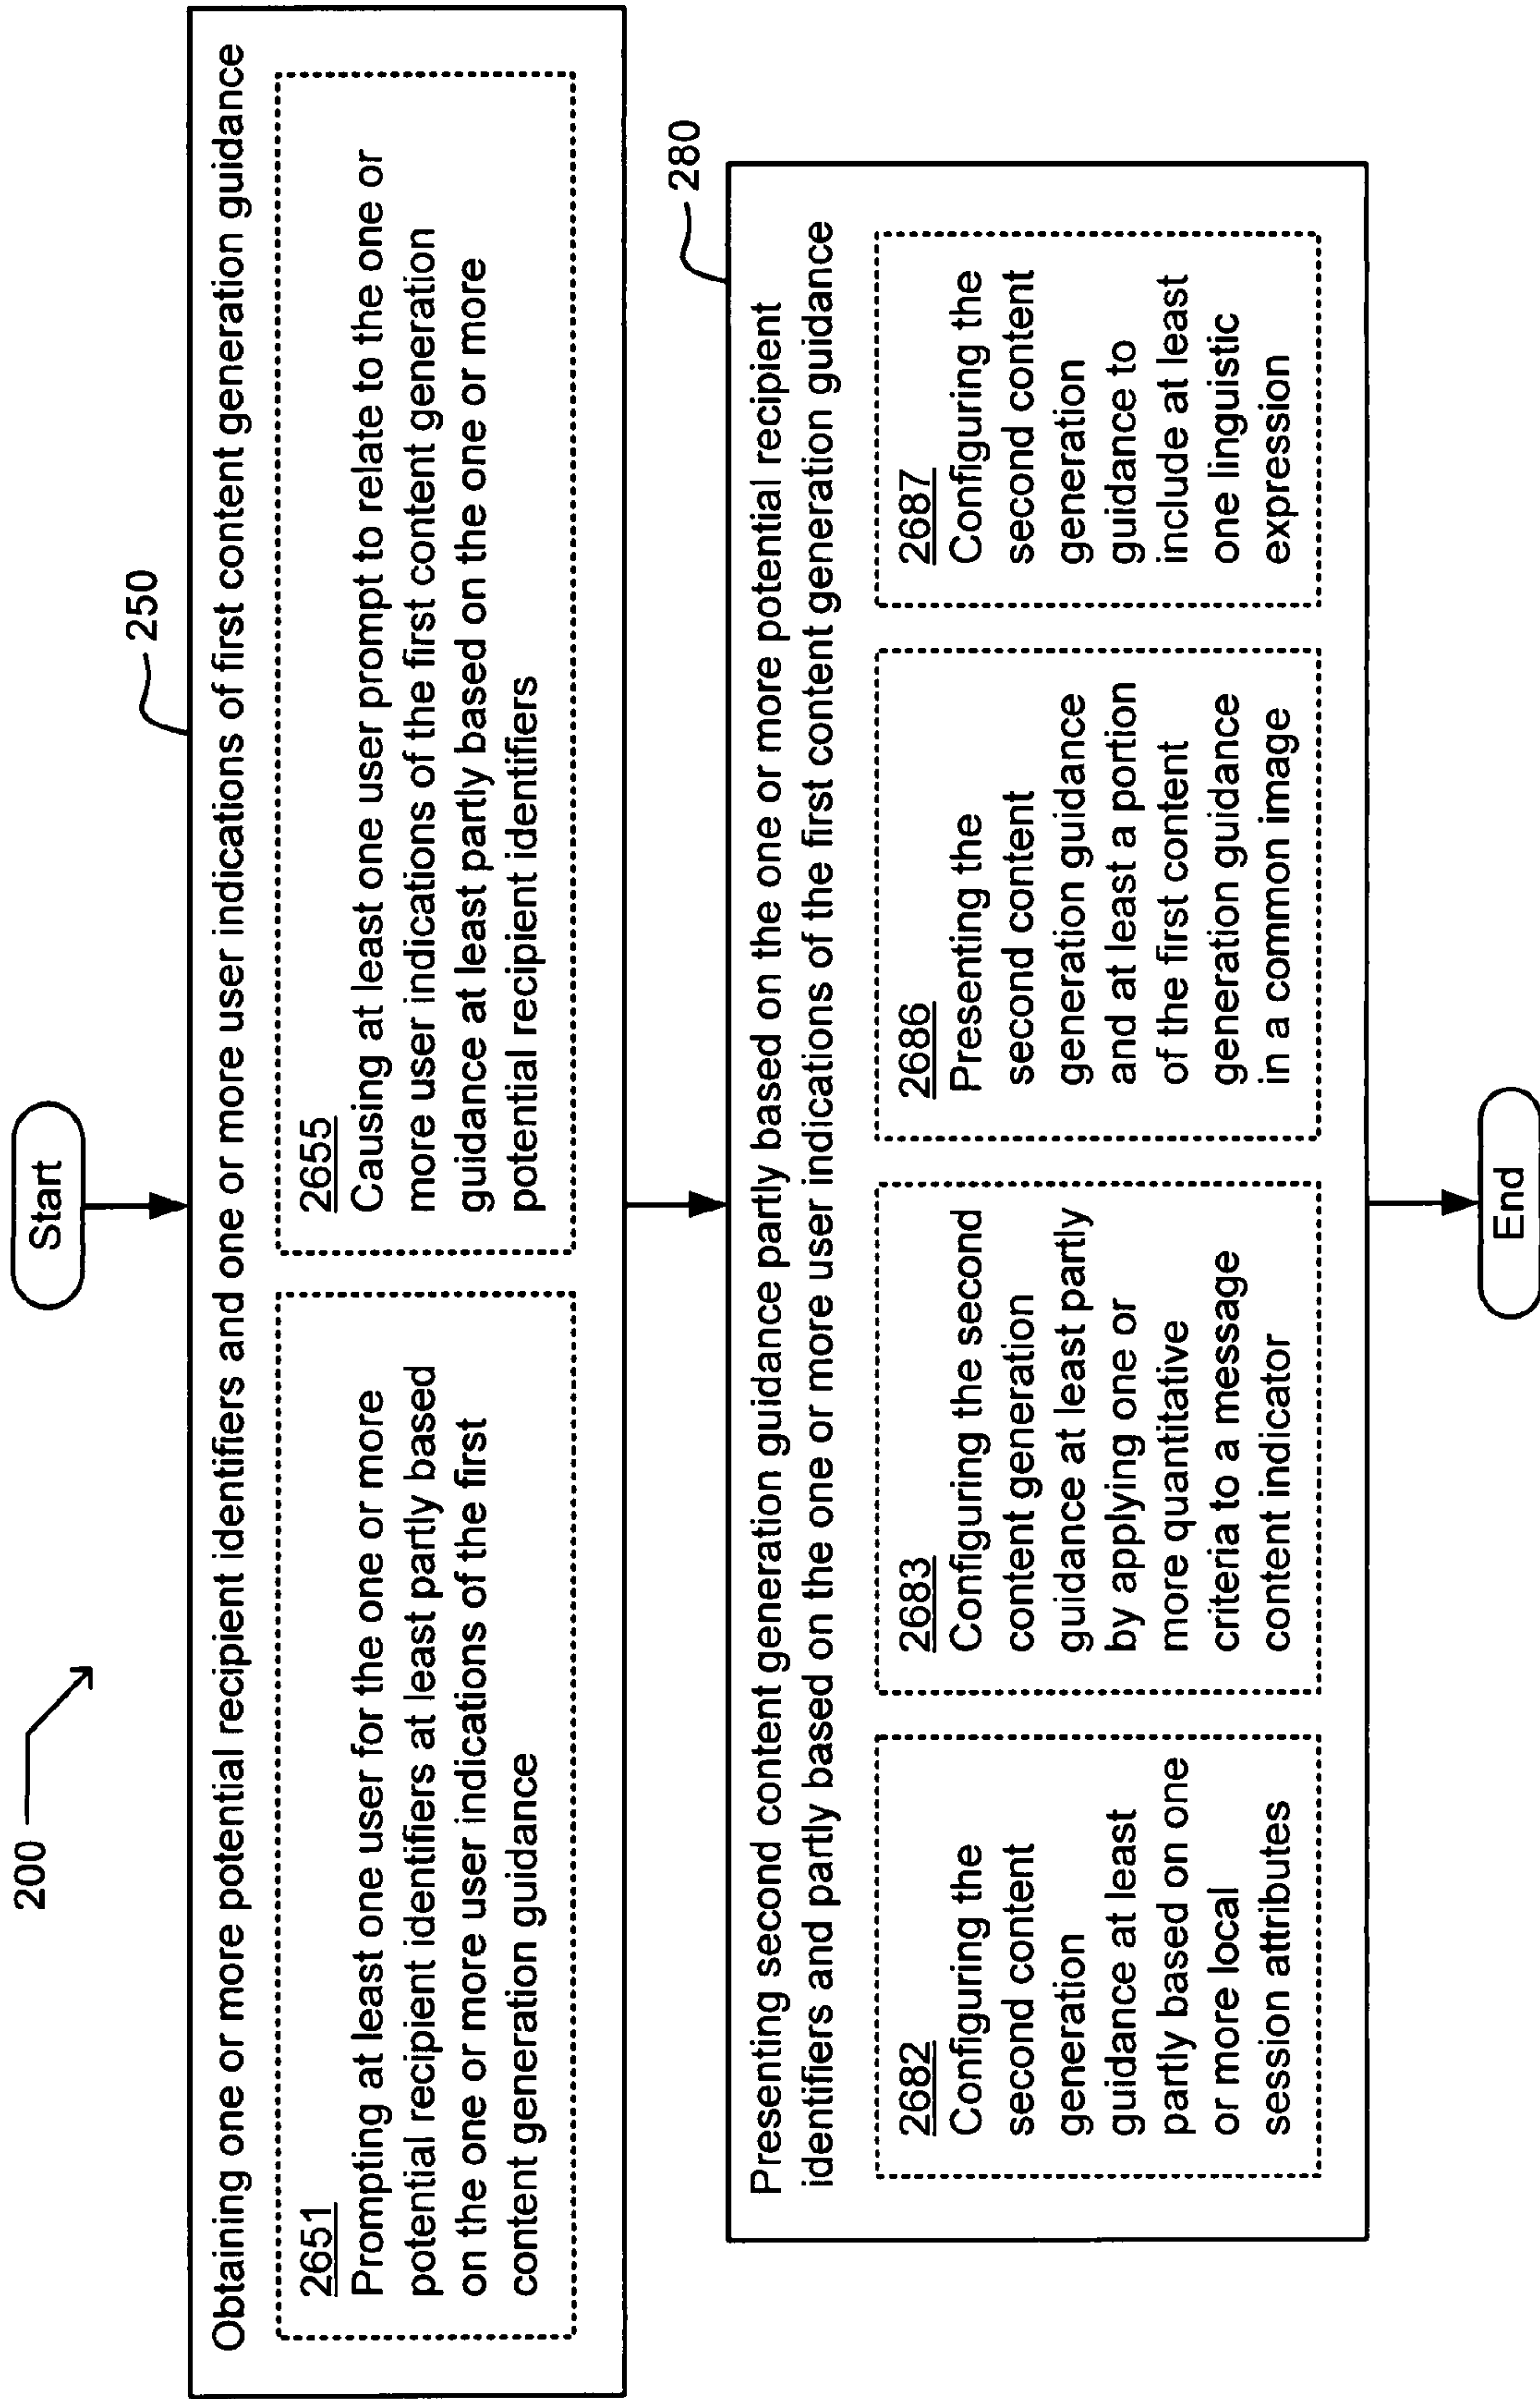 200
Start
250
Obtaining one or more potential recipient identifiers and one or more user indications of first content generation guidance
2651
Prompting at least one user for the one or more
potential recipient identifiers at least partly based
on the one or more user indications of the first
content generation guidance
2655
Causing at least one user prompt to relate to the one or
more user indications of the first content generation
guidance at least partly based on the one or more
potential recipient identifiers
280
Presenting second content generation guidance partly based on the one or more potential recipient
identifiers and partly based on the one or more user indications of the first content generation guidance
2682
Configuring the
second content
generation
guidance at least
partly based on one
or more local
session attributes
2683
Configuring the second
content generation
guidance at least partly
by applying one or
more quantitative
criteria to a message
content indicator
2686
Presenting the
second content
generation guidance
and at least a portion
of the first content
generation guidance
in a common image
2687
Configuring the
second content
generation
guidance to
include at least
one linguistic
expression
End